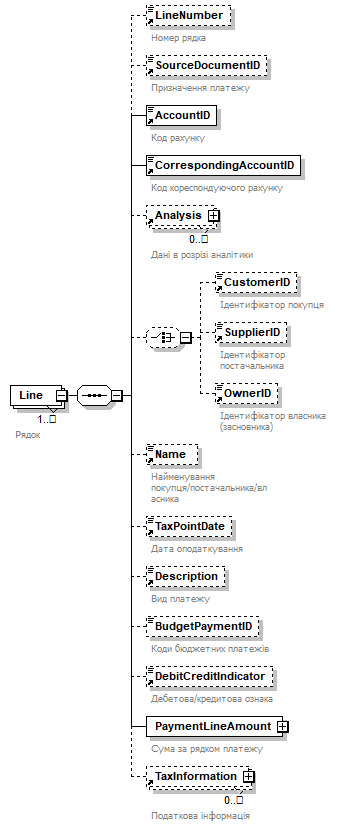 LineNumber
Номер рядка
SourceDocumentID
Призначення платежу
AccountID
Код рахунку
CorrespondingAccountID
Код кореспондуючого рахунку
Analysis
0..□
Дані в розрізі аналітики
CustomerID
Ідентифікатор покупця
SupplierID
Ідентифікатор
постачальника
OwnerID
Ідентифікатор власника
(засновника)
Line
1..□
Рядок
Name
Найменування
покупця/постачальника/вл
асника
TaxPointDate
Дата оподаткування
Description
Вид платежу
BudgetPaymentID
Коди бюджетних платежів
DebitCreditIndicator
Дебетова/кредитова ознака
PaymentLineAmount
Сума за рядком платежу
TaxInformation
0..□
Податкова інформація